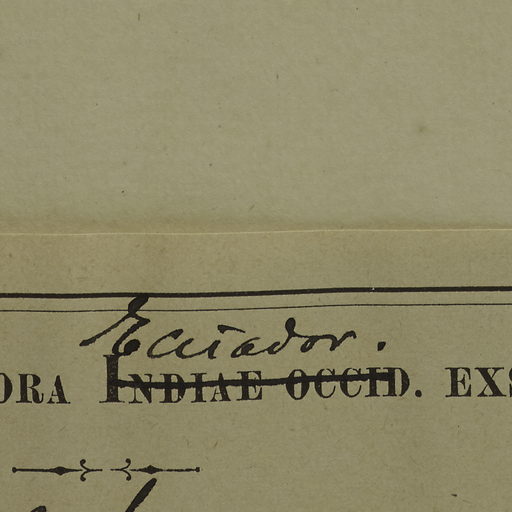 Ecuador.
ORA INDIAE OCCID. EXS